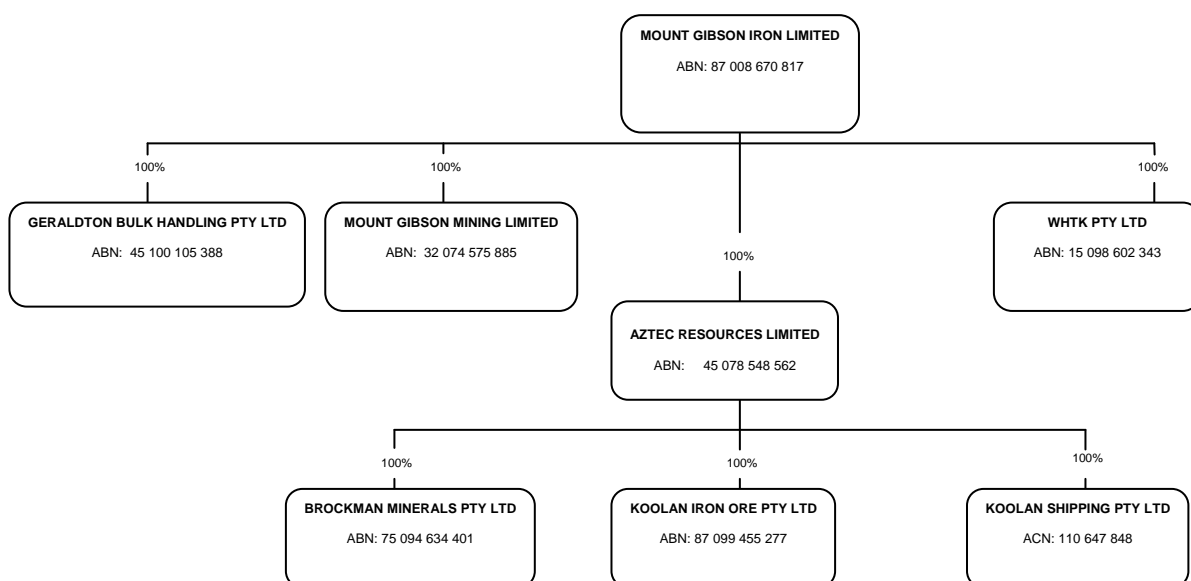 MOUNT GIBSON IRON LIMITED
ABN: 87 008 670 817
100%
100%
100%
GERALDTON BULK HANDLING PTY LTD
ABN: 45 100 105 388
MOUNT GIBSON MINING LIMITED
ABN: 32 074 575 885
WHTK PTY LTD
ABN: 15 098 602 343
100%
AZTEC RESOURCES LIMITED
ABN: 45 078 548 562
100%
100%
100%
BROCKMAN MINERALS PTY LTD
ABN: 75 094 634 401
KOOLAN IRON ORE PTY LTD
ABN: 87 099 455 277
KOOLAN SHIPPING PTY LTD
ACN: 110 647 848